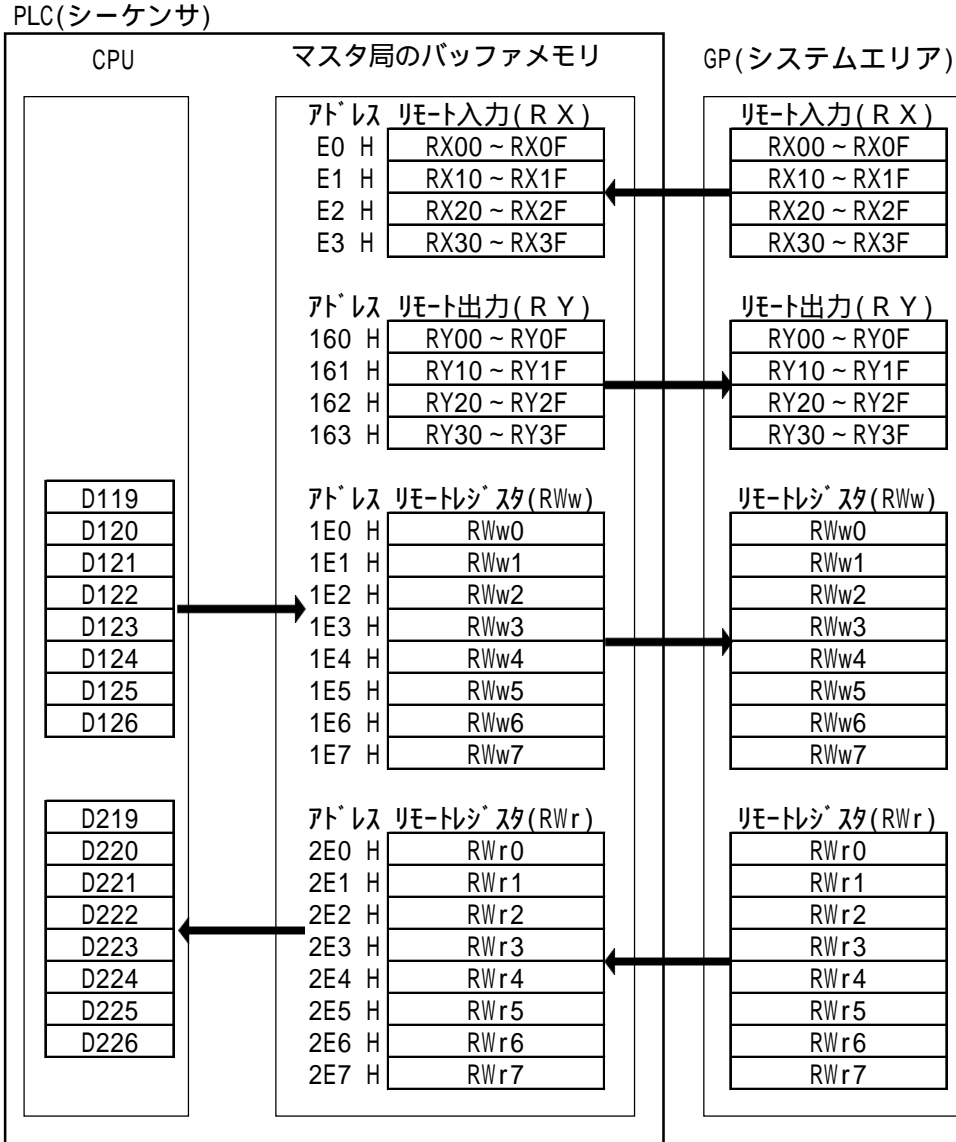 PLC(シーケンサ)
CPU
マスタ局のバッファメモリ
GP(システムエリア)
アドレス リモート入力(RX)
E0 H RX00~RX0F
E1 H RX10~RX1F
E2 H RX20~RX2F
E3 H RX30~RX3F
リモート入力(RX)
RX00~RX0F
RX10~RX1F
RX20~RX2F
RX30~RX3F
アドレス リモート出力(RY)
160 H RY00~RY0F
161 H RY10~RY1F
162 H RY20~RY2F
163 H RY30~RY3F
リモート出力(RY)
RY00~RY0F
RY10~RY1F
RY20~RY2F
RY30~RY3F
D119
D120
D121
D122
D123
D124
D125
D126
アドレス リモートレジスタ(RWw)
1E0 H RWw0
1E1 H RWw1
1E2 H RWw2
1E3 H RWw3
1E4 H RWw4
1E5 H RWw5
1E6 H RWw6
1E7 H RWw7
リモートレジスタ(RWw)
RWw0
RWw1
RWw2
RWw3
RWw4
RWw5
RWw6
RWw7
D219
D220
D221
D222
D223
D224
D225
D226
アドレス リモートレジスタ(RWr)
2E0 H RWr0
2E1 H RWr1
2E2 H RWr2
2E3 H RWr3
2E4 H RWr4
2E5 H RWr5
2E6 H RWr6
2E7 H RWr7
リモートレジスタ(RWr)
RWr0
RWr1
RWr2
RWr3
RWr4
RWr5
RWr6
RWr7